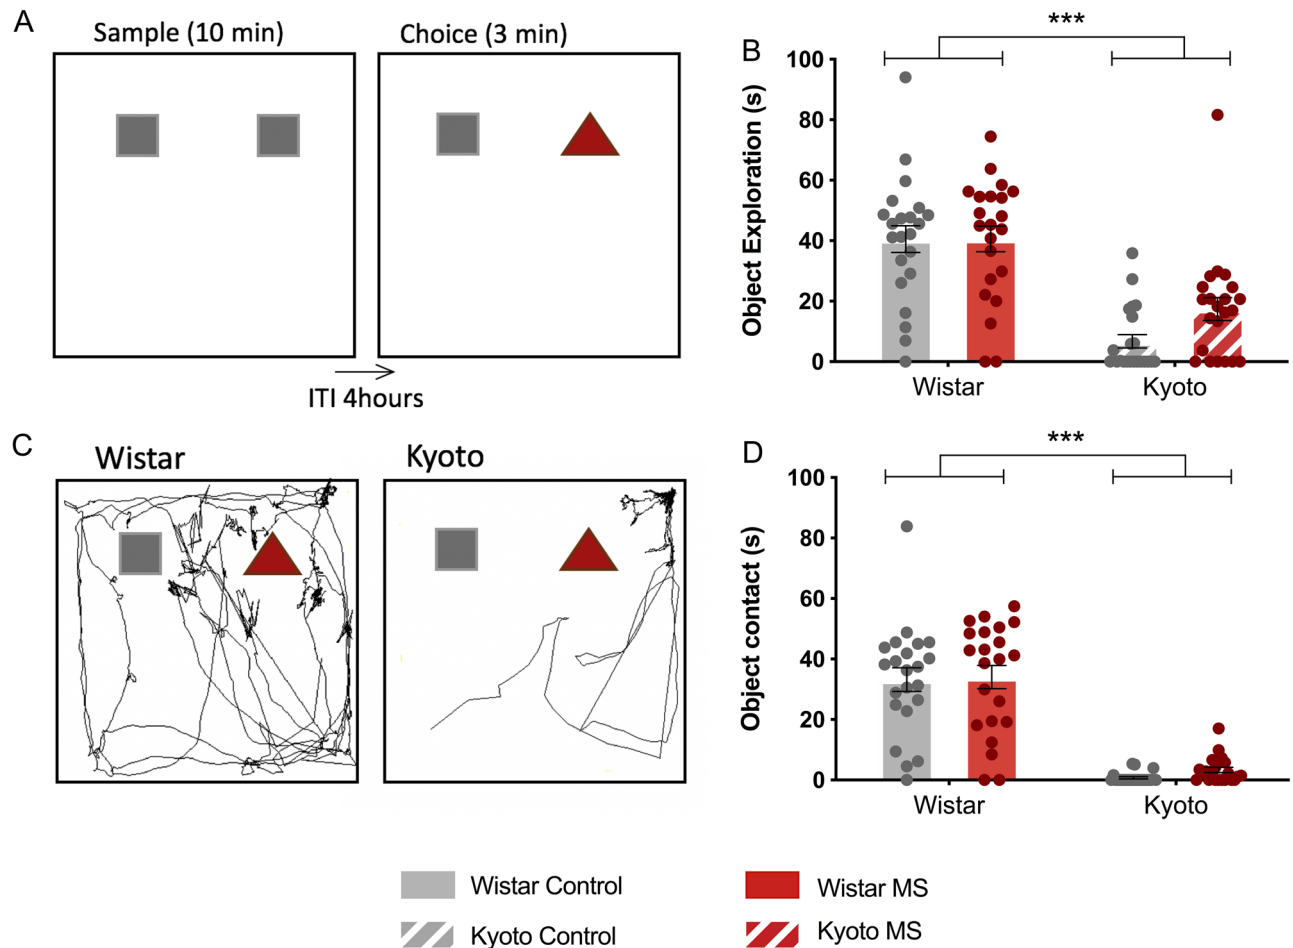 A
Sample (10 min)
Choice (3 min)
ITI 4hours
B
***
Object Exploration (s)
100
80
60
40
20
0
Wistar
Kyoto
C
Wistar
Kyoto
D
***
Object contact (s)
100
80
60
40
20
0
Wistar
Kyoto
Wistar Control
Wistar MS
Kyoto Control
Kyoto MS